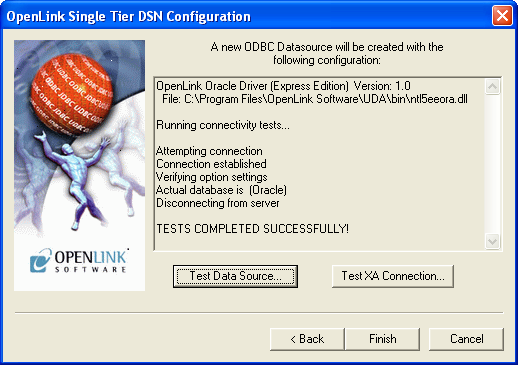 OpenLink Single Tier DSN Configuration
A new ODBC Datasource will be created with the
following configuration:
OpenLink Oracle Driver (Express Edition) Version: 1.0
File: C:\Program Files\OpenLink Software\UDA\bin\ntl5eeora.dll
Running connectivity tests...
Attempting connection
Connection established
Verifying option settings
Actual database is (Oracle)
Disconnecting from server
TESTS COMPLETED SUCCESSFULLY!
OPENLINK
SOFTWARE
Test Data Source...
Test XA Connection...
< Back
Finish
Cancel